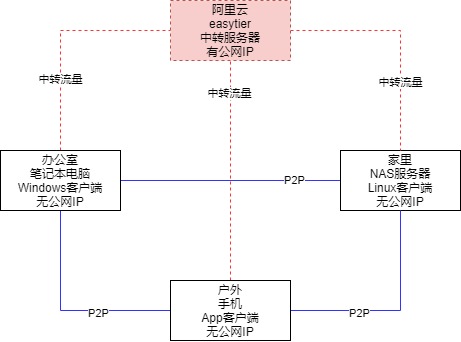 阿里云
easytier
中转服务器
有公网IP
中转流量
中转流量
中转流量
办公室
笔记本电脑
Windows客户端
无公网IP
P2P
家里
NAS服务器
Linux客户端
无公网IP
P2P
户外
手机
App客户端
无公网IP
P2P